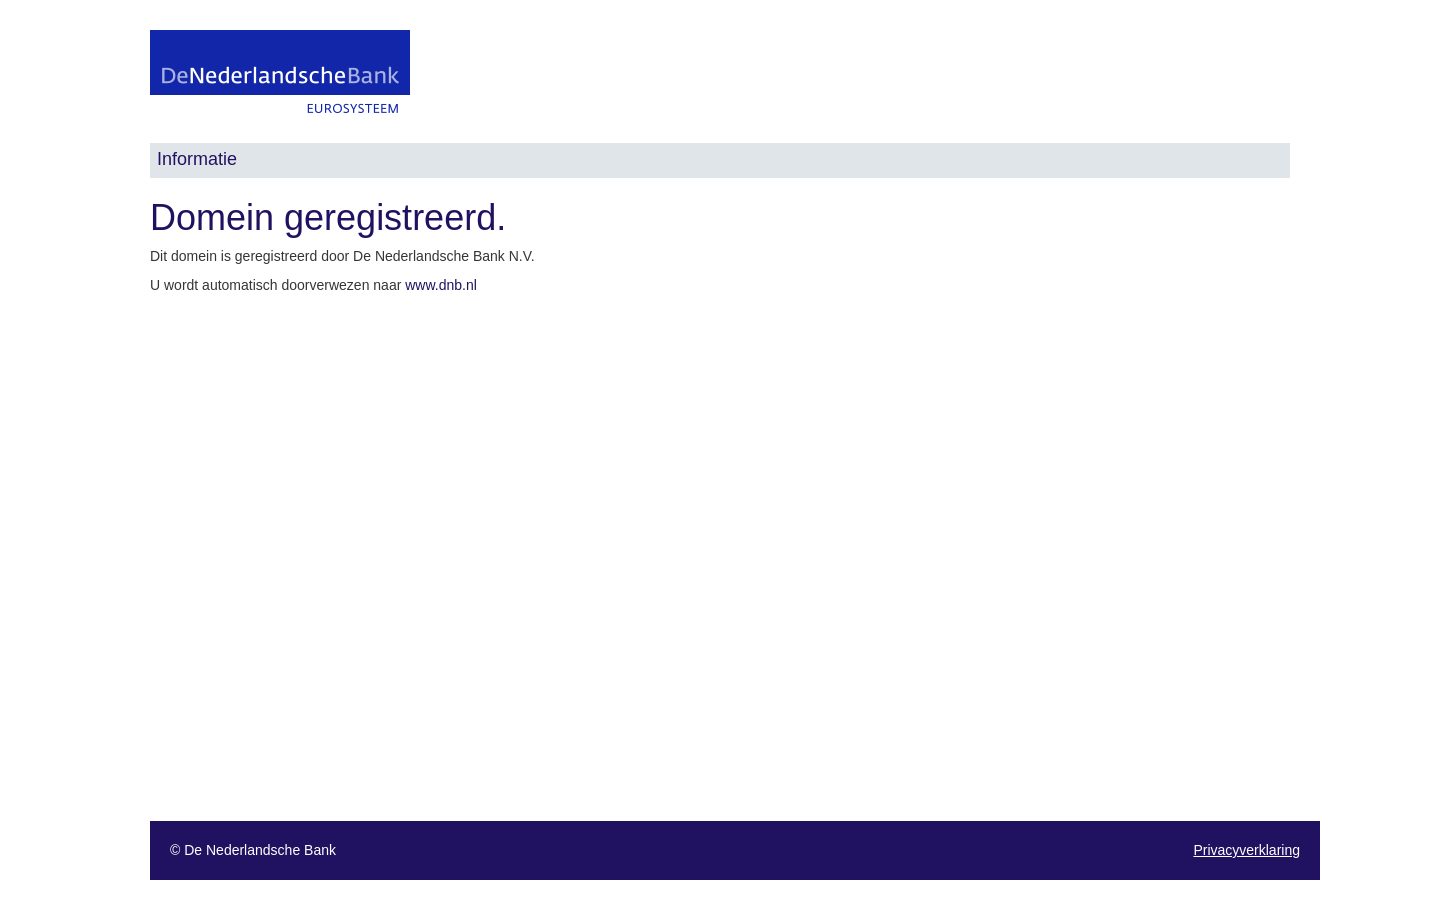 DeNederlandscheBank
EUROSYSTEEM
Informatie
Domein geregistreerd.
Dit domein is geregistreerd door De Nederlandsche Bank N.V.
U wordt automatisch doorverwezen naar www.dnb.nl
© De Nederlandsche Bank
Privacyverklaring